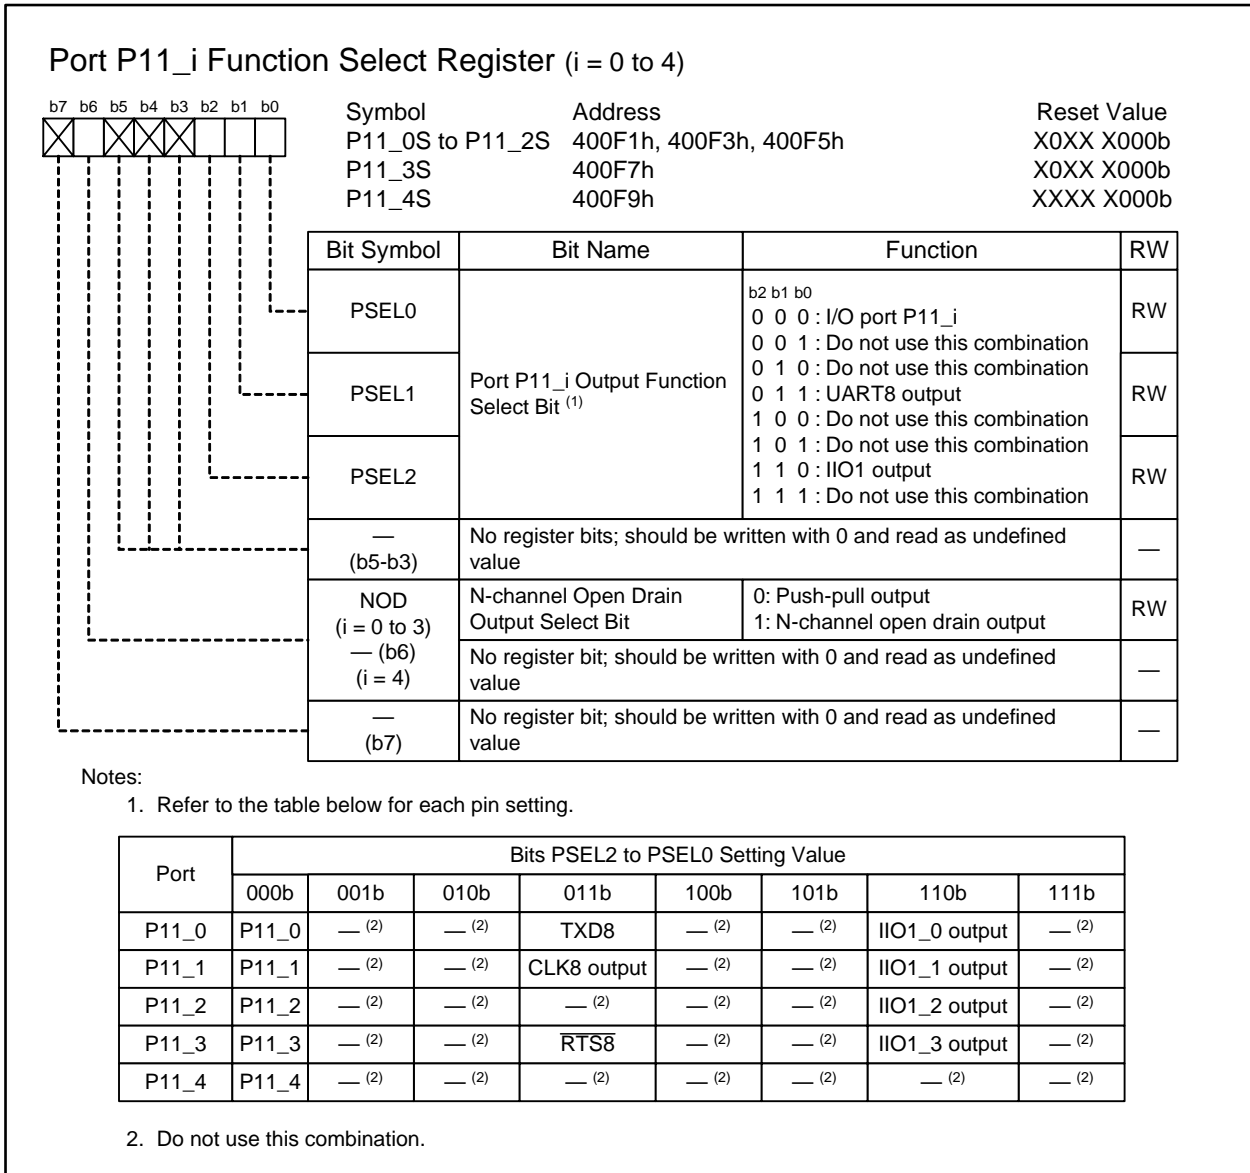 Port P11_i Function Select Register (i = 0 to 4)
b7 b6 b5 b4 b3 b2 b1 b0
Symbol Address Reset Value
P11_0S to P11_2S 400F1h, 400F3h, 400F5h X0XX X000b
P11_3S 400F7h X0XX X000b
P11_4S 400F9h XXXX X000b
Bit Symbol Bit Name Function RW
PSEL0 RW
PSEL1 RW
PSEL2 RW
Port P11_i Output Function
Select Bit (1)
b2 b1 b0
0 0 0 : I/O port P11_i
0 0 1 : Do not use this combination
0 1 0 : Do not use this combination
0 1 1 : UART8 output
1 0 0 : Do not use this combination
1 0 1 : Do not use this combination
1 1 0 : IIO1 output
1 1 1 : Do not use this combination
—
(b5-b3)
No register bits; should be written with 0 and read as undefined
value
—
NOD
(i = 0 to 3)
— (b6)
(i = 4)
N-channel Open Drain
Output Select Bit
0: Push-pull output
1: N-channel open drain output
RW
No register bit; should be written with 0 and read as undefined
value
—
—
(b7)
No register bit; should be written with 0 and read as undefined
value
—
Notes:
1. Refer to the table below for each pin setting.
Port
Bits PSEL2 to PSEL0 Setting Value
000b 001b 010b 011b 100b 101b 110b 111b
P11_0 P11_0 — (2) — (2) TXD8 — (2) — (2) IIO1_0 output — (2)
P11_1 P11_1 — (2) — (2) CLK8 output — (2) — (2) IIO1_1 output — (2)
P11_2 P11_2 — (2) — (2) — (2) — (2) — (2) IIO1_2 output — (2)
P11_3 P11_3 — (2) — (2) RTS8 — (2) — (2) IIO1_3 output — (2)
P11_4 P11_4 — (2) — (2) — (2) — (2) — (2) — (2) — (2)
2. Do not use this combination.